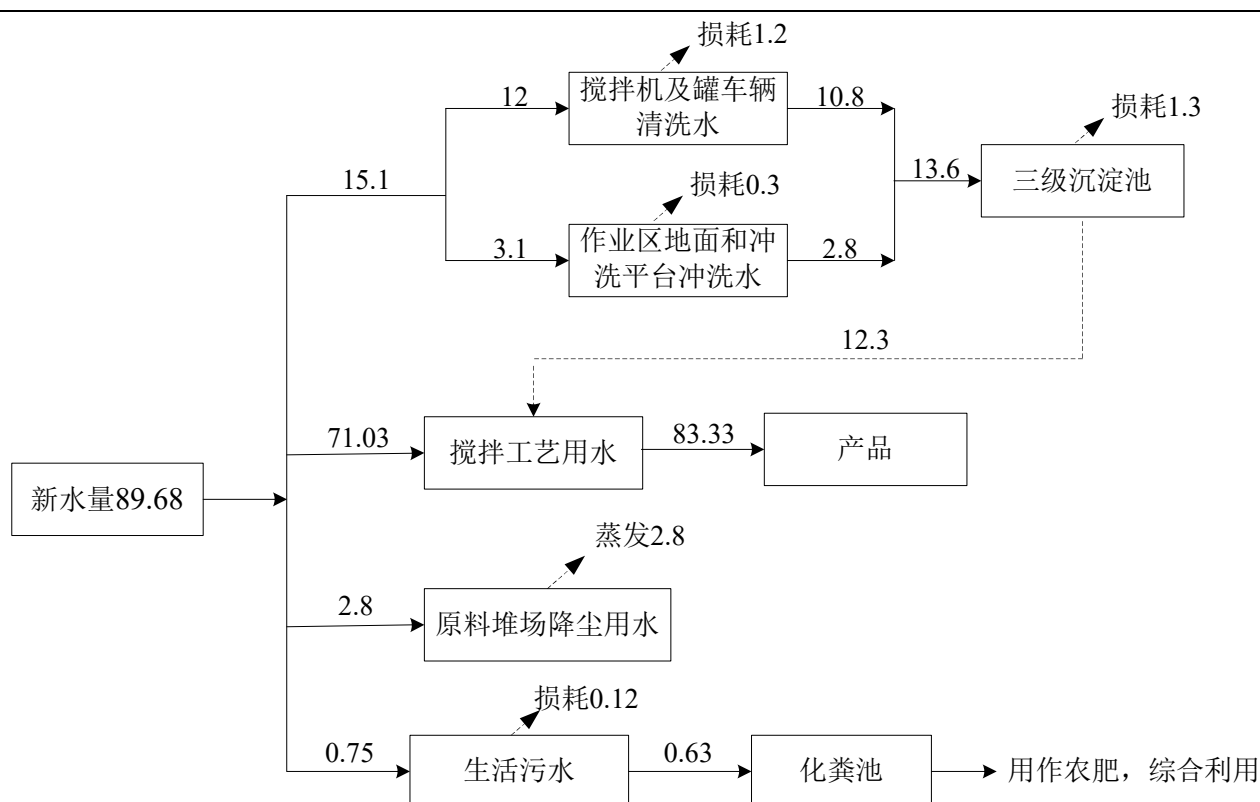 损耗1.2
12
搅拌机及罐车辆
清洗水
10.8
损耗1.3
15.1
13.6
三级沉淀池
损耗0.3
3.1
作业区地面和冲
洗平台冲洗水
2.8
12.3
71.03
搅拌工艺用水
83.33
产品
新水量89.68
蒸发2.8
2.8
原料堆场降尘用水
损耗0.12
0.75
生活污水
0.63
化粪池
用作农肥，综合利用